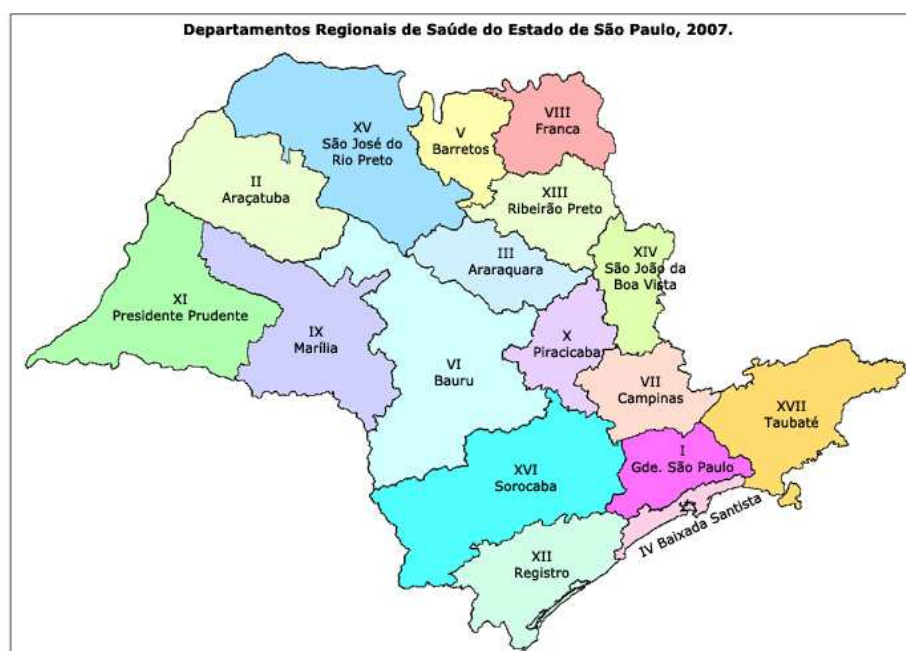 Departamentos Regionais de Saúde do Estado de São Paulo, 2007.
VIII
Franca
XV
São José do
Rio Preto
V
Barretos
II
Araçatuba
XIII
Ribeirão Preto
III
Araraquara
XIV
São João da
Boa Vista
XI
Presidente Prudente
IX
Marília
X
Piracicaba
VI
Bauru
VII
Campinas
XVII
Taubaté
I
Gde. São Paulo
XVI
Sorocaba
IV Baixada Santista
XII
Registro